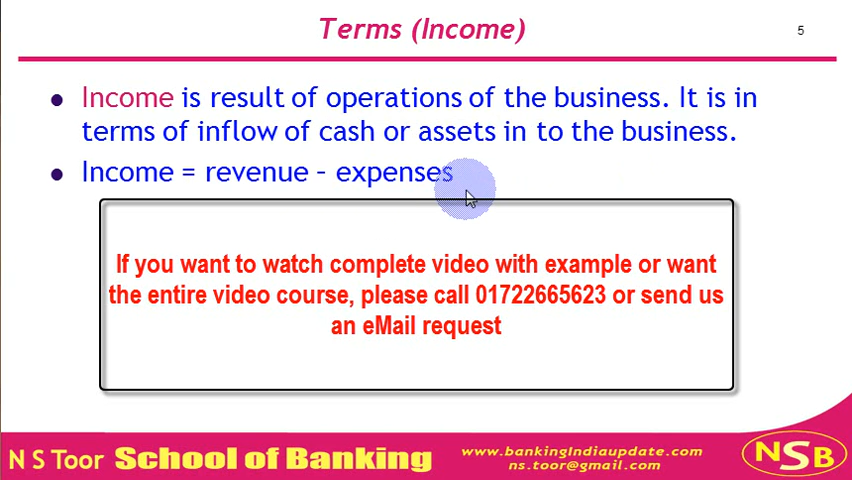 Terms (Income)
5
Income is result of operations of the business. It is in
terms of inflow of cash or assets in to the business.
Income = revenue – expenses
If you want to watch complete video with example or want
the entire video course, please call 01722665623 or send us
an eMail request
N S Toor School of Banking
www.bankingIndiaupdate.com
ns.toor@gmail.com
NSB